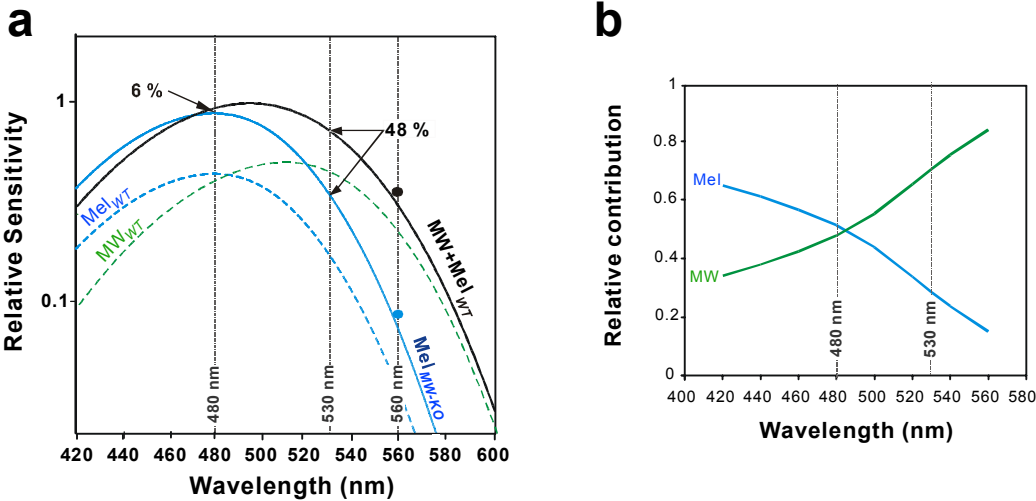 a
Relative Sensitivity
1
0.1
6 %
48 %
Mel WT
MW WT
MW+Mel WT
Mel MW-KO
480 nm
530 nm
560 nm
420 440 460 480 500 520 540 560 580 600
Wavelength (nm)
b
Relative contribution
1
0.8
0.6
0.4
0.2
0
Mel
MW
480 nm
530 nm
400 420 440 460 480 500 520 540 560 580
Wavelength (nm)